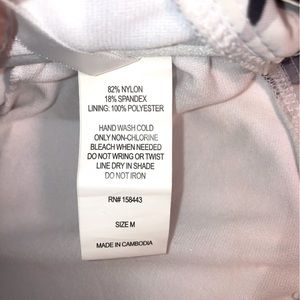 82% NYLON
18% SPANDEX
LINING: 100% POLYESTER
HAND WASH COLD
ONLY NON-CHLORINE
BLEACH WHEN NEEDED
DO NOT WRING OR TWIST
LINE DRY IN SHADE
DO NOT IRON
RN# 158443
SIZE M
MADE IN CAMBODIA